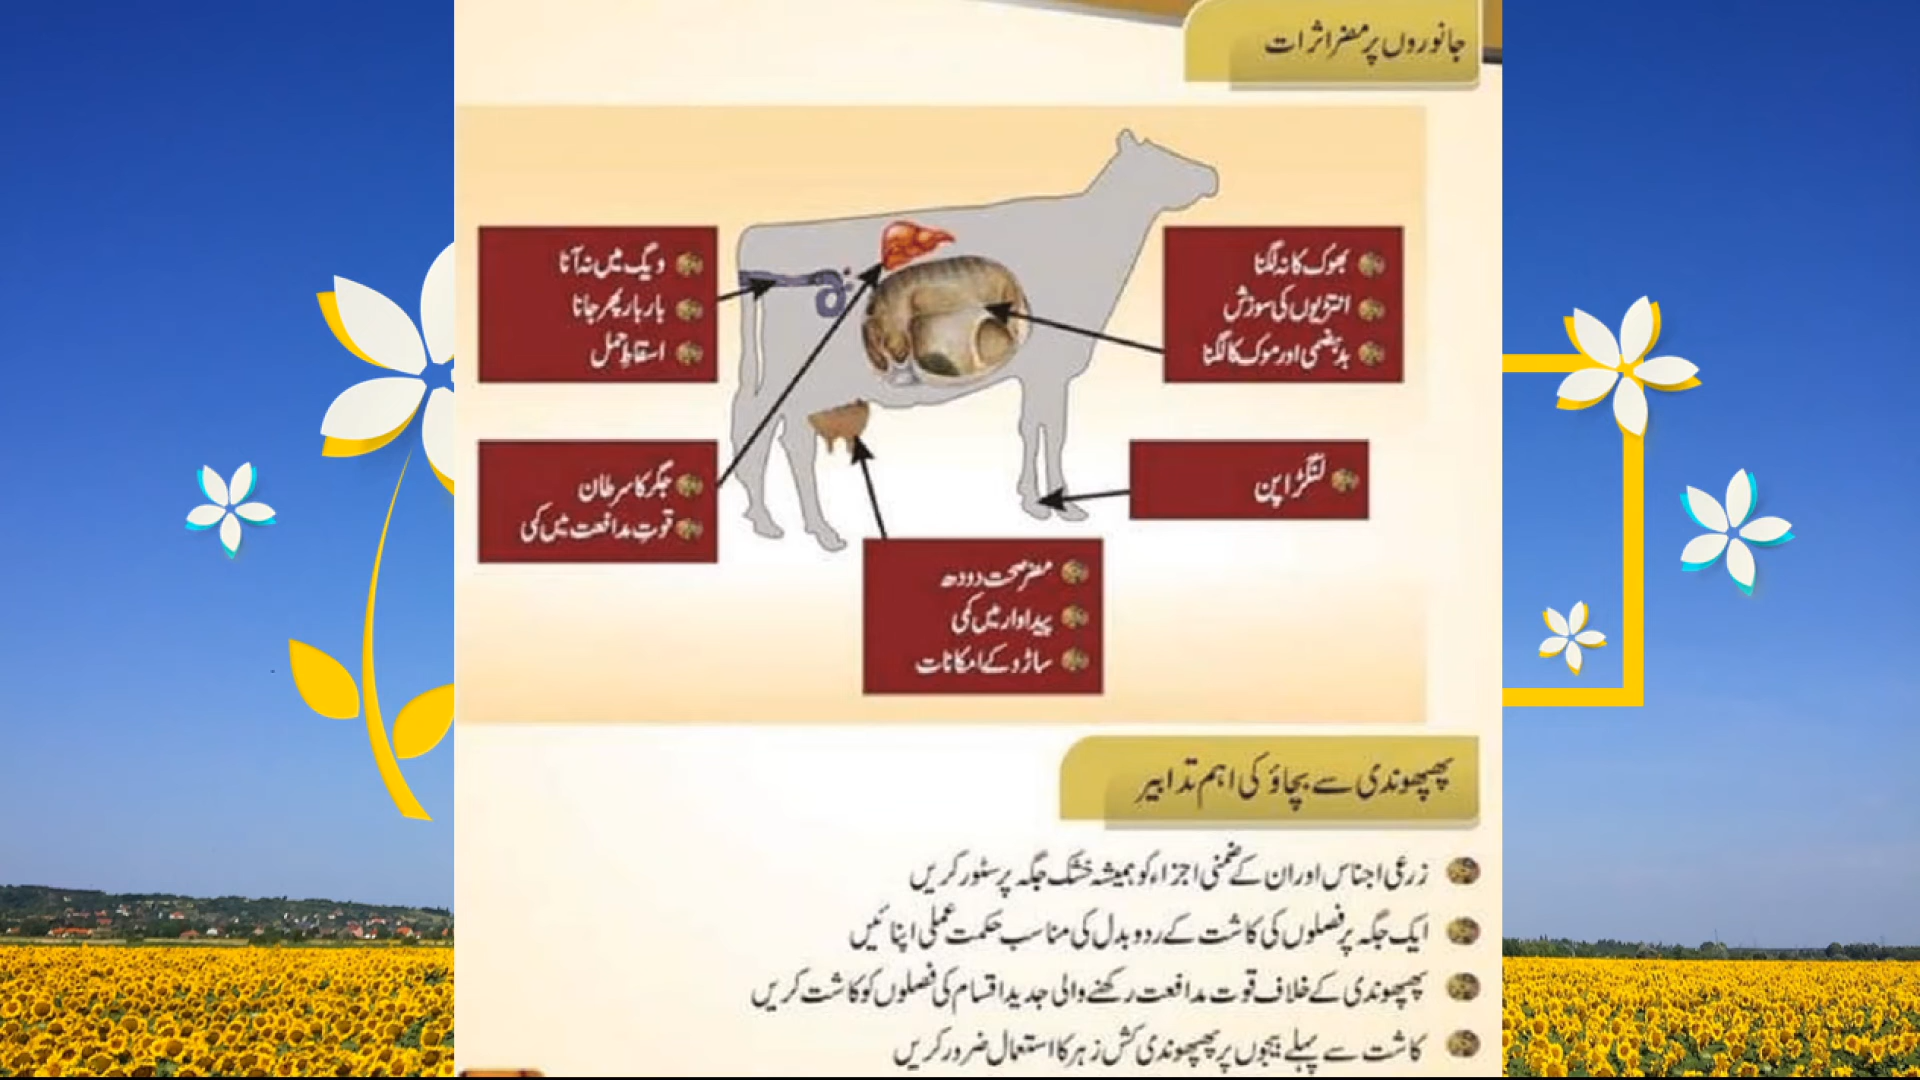 جانوروں پر مضر اثرات
بھوک کا نہ لگنا
انتڑیوں کی سوزش
بدہضمی اور موک کا لگنا
ویگ میں نہ آنا
بار بار پھر جانا
اسقاطِ حمل
لنگڑا پن
جگر کا سرطان
قوتِ مدافعت میں کمی
مضر صحت دودھ
پیداوار میں کمی
ساڑو کے امکانات
پھپھوندی سے بچاؤ کی اہم تدابیر
زرعی اجناس اور ان کے ضمنی اجزاء کو ہمیشہ خشک جگہ پر سٹور کریں
ایک جگہ پر فصلوں کی کاشت کے ردوبدل کی مناسب حکمت عملی اپنائیں
پھپھوندی کے خلاف قوت مدافعت رکھنے والی جدید اقسام کی فصلوں کو کاشت کریں
کاشت سے پہلے بیجوں پر پھپھوندی کش زہر کا استعمال ضرور کریں